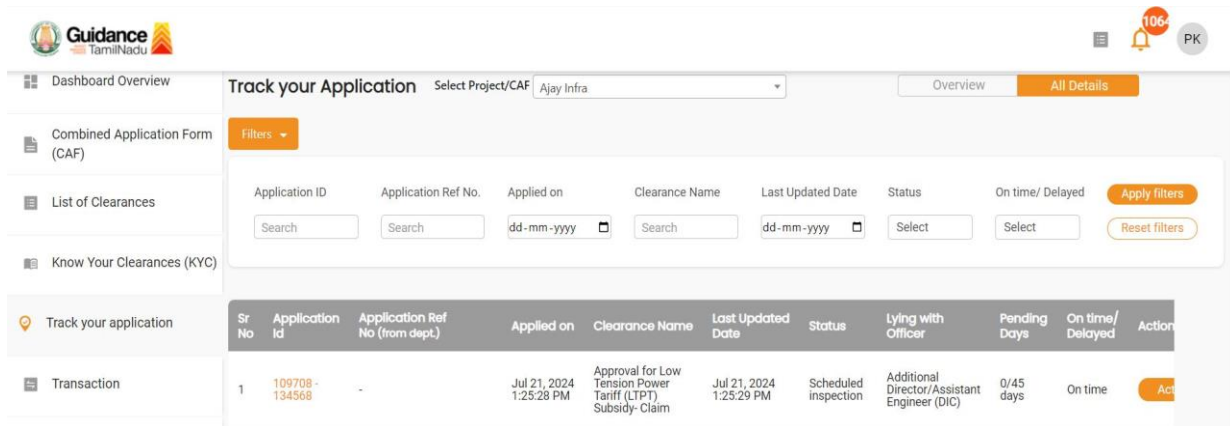 Guidance
TamilNadu
1064
PK
Dashboard Overview
Track your Application
Select Project/CAF
Ajay Infra
Overview
All Details
Combined Application Form
(CAF)
Filters
List of Clearances
Application ID
Application Ref No.
Applied on
Clearance Name
Last Updated Date
Status
On time/ Delayed
Apply filters
Search
Search
dd-mm-yyyy
Search
dd-mm-yyyy
Select
Select
Reset filters
Know Your Clearances (KYC)
Track your application
Sr
No
Application
Id
Application Ref
No (from dept.)
Applied on
Clearance Name
Last Updated
Date
Status
Lying with
Officer
Pending
Days
On time/
Delayed
Action
Transaction
1
109708 -
134568
-
Jul 21, 2024
1:25:28 PM
Approval for Low
Tension Power
Tariff (LTPT)
Subsidy- Claim
Jul 21, 2024
1:25:29 PM
Scheduled
inspection
Additional
Director/Assistant
Engineer (DIC)
0/45
days
On time
Act